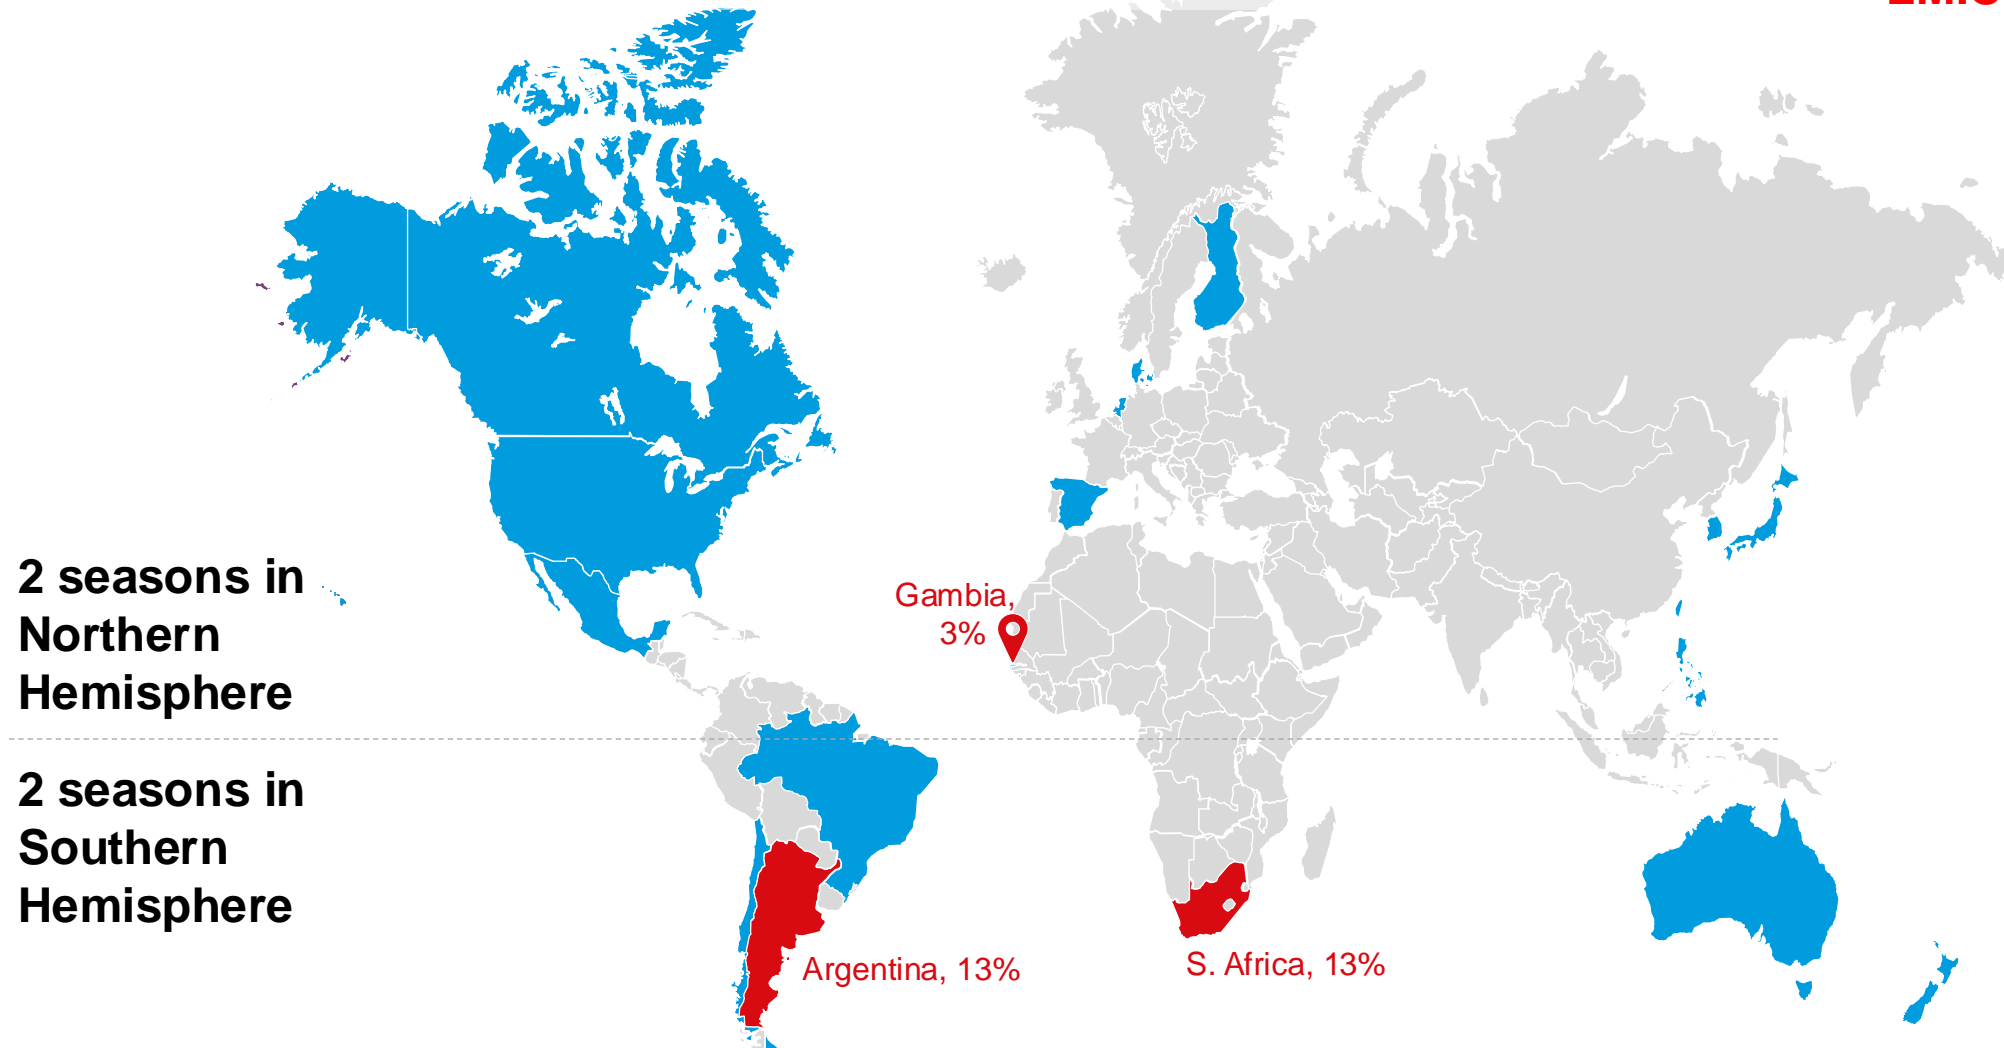 2 seasons in
Northern
Hemisphere
Gambia,
3%
2 seasons in
Southern
Hemisphere
Argentina, 13%
S. Africa, 13%